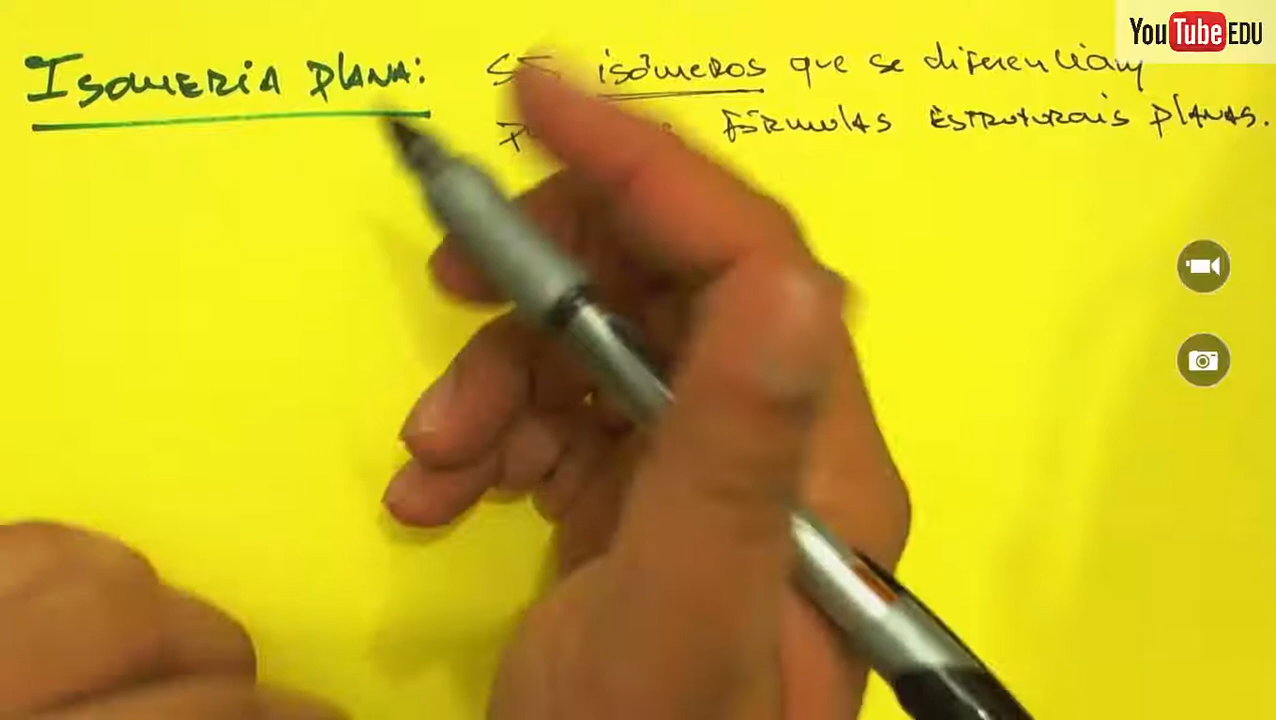 YouTube EDU
Isomeria plana: isômeros que se diferenciam
fórmulas estruturais planas.